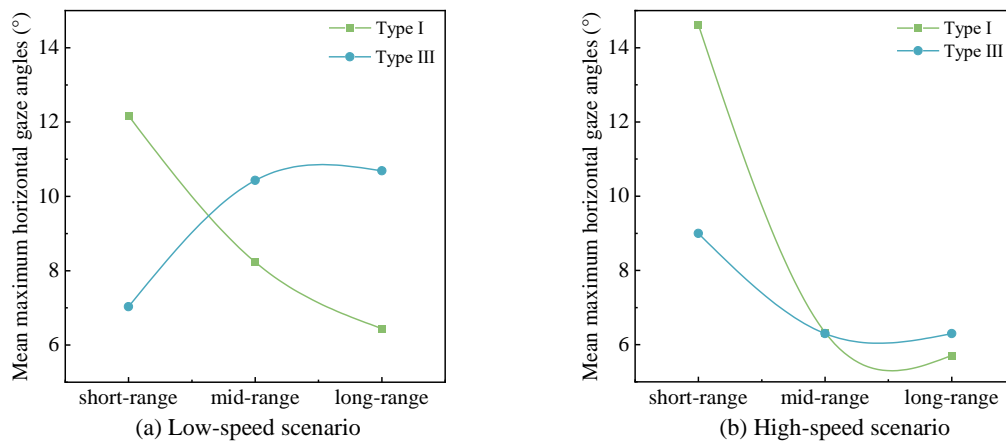 Mean maximum horizontal gaze angles (°)
14
12
10
8
6
Type I
Type III
short-range mid-range long-range
(a) Low-speed scenario
Mean maximum horizontal gaze angles (°)
14
12
10
8
6
Type I
Type III
short-range mid-range long-range
(b) High-speed scenario